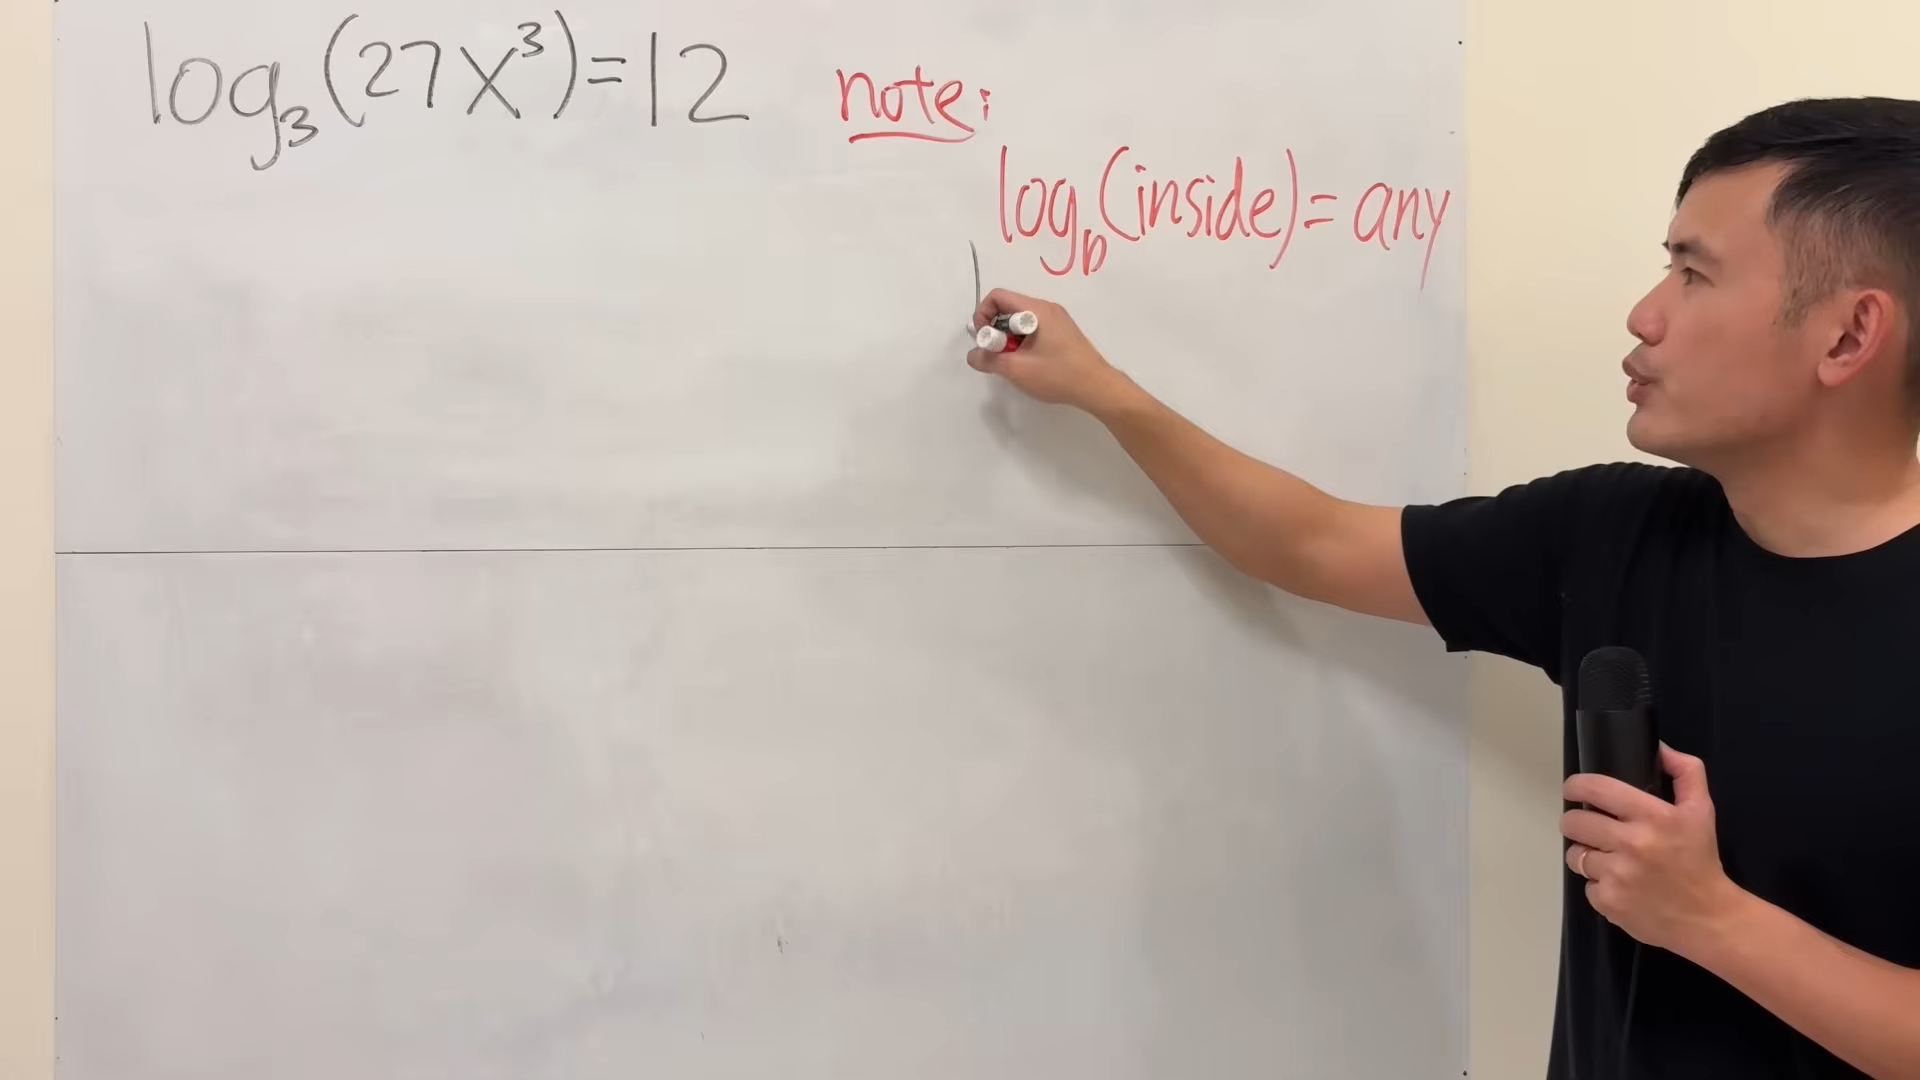 log₃(27x³)=12
note:
log_b(inside)= any